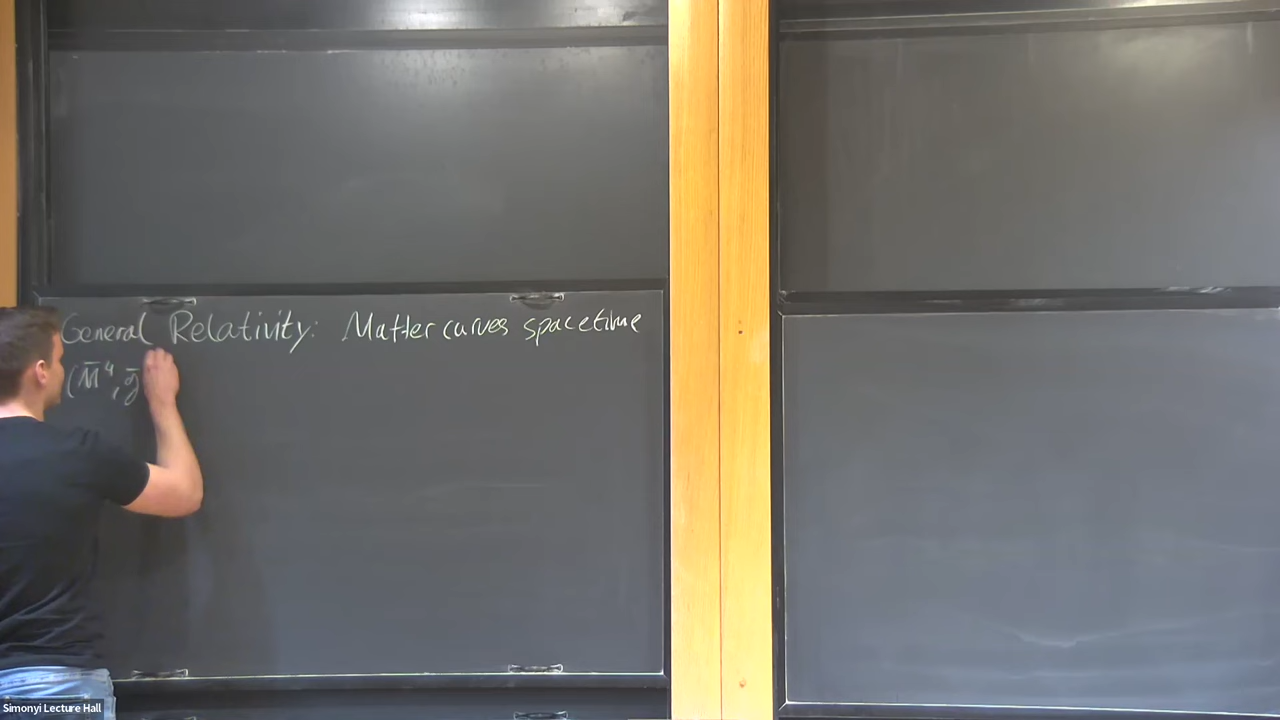 General Relativity: Matter curves spacetime
(M̄⁴, ḡ
Simonyi Lecture Hall